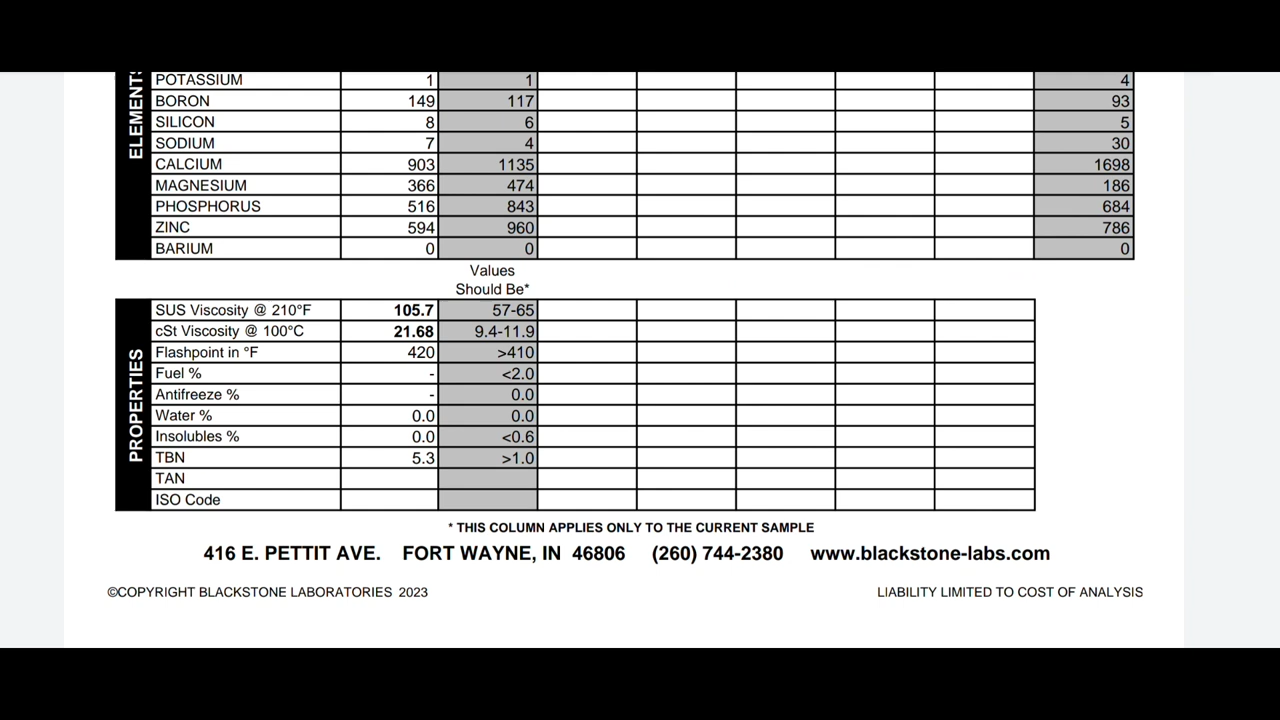 ELEMENTS
POTASSIUM 1 1 4
BORON 149 117 93
SILICON 8 6 5
SODIUM 7 4 30
CALCIUM 903 1135 1698
MAGNESIUM 366 474 186
PHOSPHORUS 516 843 684
ZINC 594 960 786
BARIUM 0 0 0
Values
Should Be*
PROPERTIES
SUS Viscosity @ 210°F 105.7 57-65
cSt Viscosity @ 100°C 21.68 9.4-11.9
Flashpoint in °F 420 >410
Fuel % - <2.0
Antifreeze % - 0.0
Water % 0.0 0.0
Insolubles % 0.0 <0.6
TBN 5.3 >1.0
TAN
ISO Code
* THIS COLUMN APPLIES ONLY TO THE CURRENT SAMPLE
416 E. PETTIT AVE. FORT WAYNE, IN 46806 (260) 744-2380 www.blackstone-labs.com
©COPYRIGHT BLACKSTONE LABORATORIES 2023 LIABILITY LIMITED TO COST OF ANALYSIS